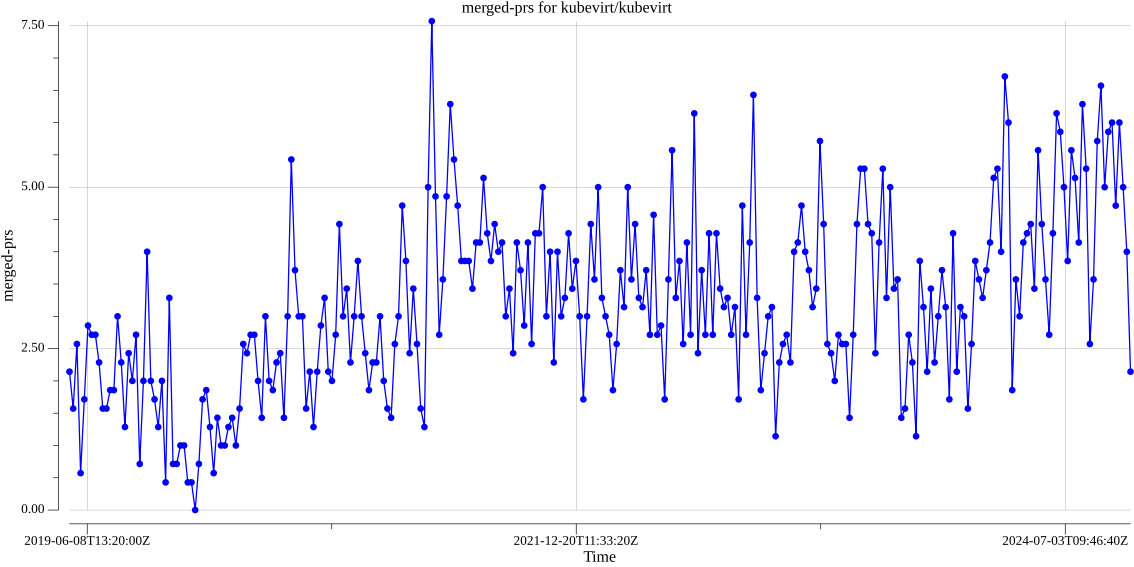 merged-prs for kubevirt/kubevirt
7.50
5.00
2.50
0.00
merged-prs
2019-06-08T13:20:00Z
2021-12-20T11:33:20Z
2024-07-03T09:46:40Z
Time